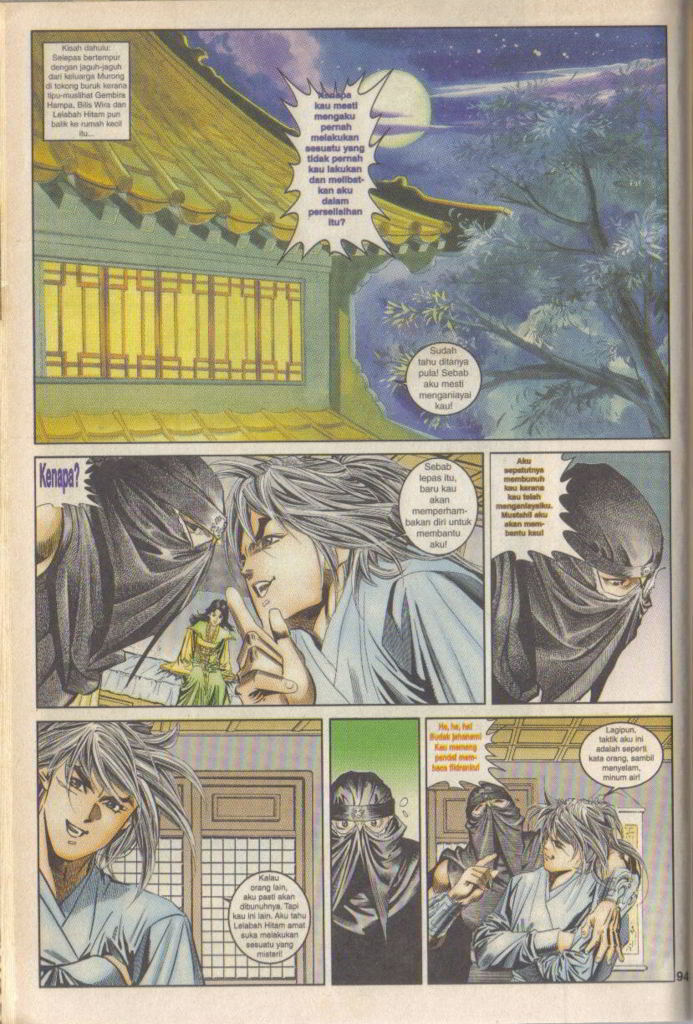 Kisah dahulu:
Selepas bertempur
dengan jaguh-jaguh
dari keluarga Murong
di tokong buruk kerana
tipu-muslihat Gembira
Hampa, Bilis Wira dan
Lelabah Hitam pun
balik ke rumah kecil
itu...
Kenapa
kau mesti
mengaku
pernah
melakukan
sesuatu yang
tidak pernah
kau lakukan
dan melibat-
kan aku
dalam
perselisihan
itu?
Sudah
tahu ditanya
pula! Sebab
aku mesti
menganiayai
kau!
Kenapa?
Sebab
lepas itu,
baru kau
akan
memperham-
bakan diri untuk
membantu
aku!
Aku
sepatutnya
membunuh
kau kerana
kau telah
menganiayaiku.
Mustahil aku
akan mem-
bantu kau!
Kalau
orang lain,
aku pasti akan
dibunuhnya. Tapi
kau ini lain. Aku tahu
Lelabah Hitam amat
suka melakukan
sesuatu yang
misteri!
He, he, he!
Budak jahanam!
Kau memang
pandai mem-
baca fikiranku!
Lagipun,
taktik aku ini
adalah seperti
kata orang, sambil
menyelam,
minum air!
94